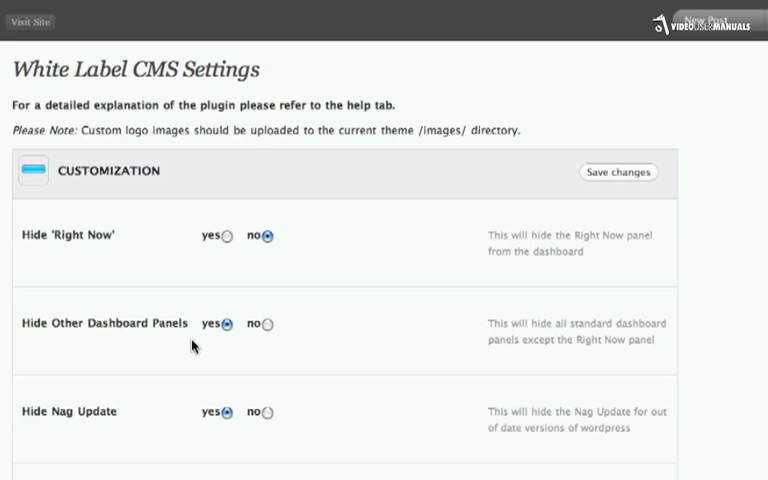 Visit Site
New Post
VIDEOUSERMANUALS
White Label CMS Settings
For a detailed explanation of the plugin please refer to the help tab.
Please Note: Custom logo images should be uploaded to the current theme /images/ directory.
CUSTOMIZATION
Save changes
Hide 'Right Now'
yes no
This will hide the Right Now panel
from the dashboard
Hide Other Dashboard Panels
yes no
This will hide all standard dashboard
panels except the Right Now panel
Hide Nag Update
yes no
This will hide the Nag Update for out
of date versions of wordpress